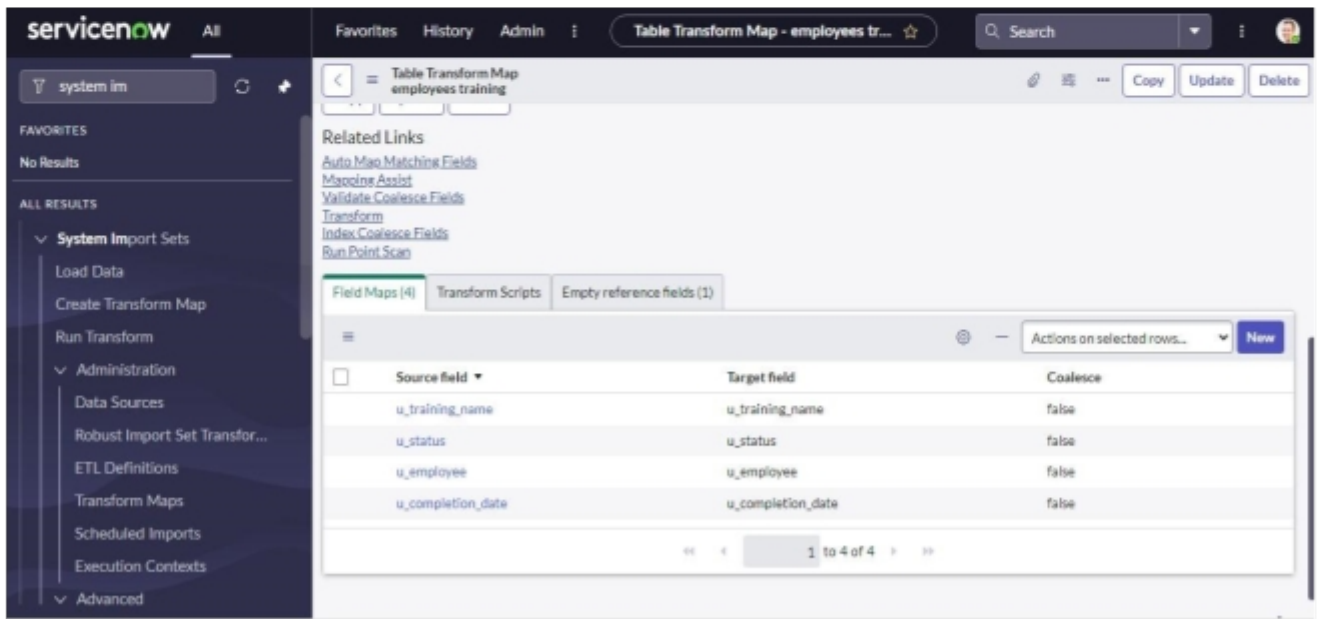 servicenow All Favorites History Admin Table Transform Map - employees tr... Search
system im
Table Transform Map
employees training
Copy Update Delete
FAVORITES
No Results
ALL RESULTS
System Import Sets
Load Data
Create Transform Map
Run Transform
Administration
Data Sources
Robust Import Set Transfor...
ETL Definitions
Transform Maps
Scheduled Imports
Execution Contexts
Advanced
Related Links
Auto Map Matching Fields
Mapping Assist
Validate Coalesce Fields
Transform
Index Coalesce Fields
Run Point Scan
Field Maps (4) Transform Scripts Empty reference fields (1)
Actions on selected rows... New
Source field Target field Coalesce
u_training_name u_training_name false
u_status u_status false
u_employee u_employee false
u_completion_date u_completion_date false
1 to 4 of 4